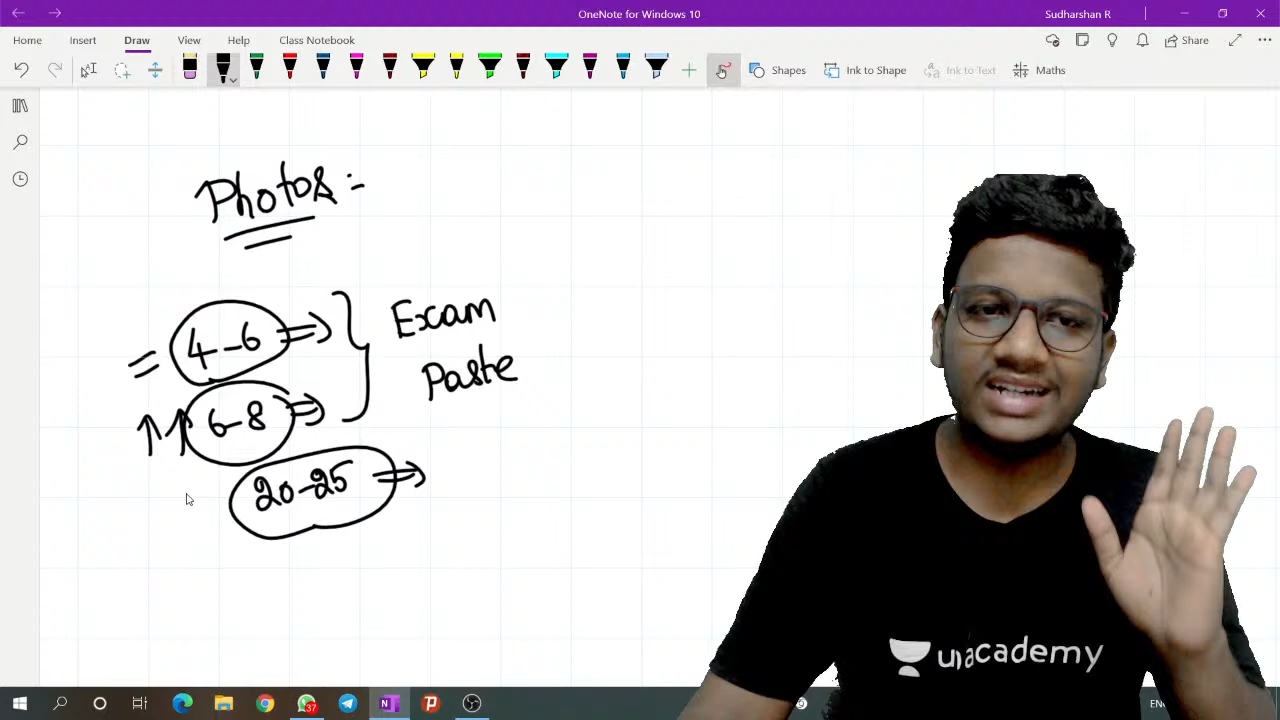 OneNote for Windows 10
Sudharshan R
Home Insert Draw View Help Class Notebook
Share
Shapes Ink to Shape Ink to Text Maths
Photos :-
= 4-6 ⇒ } Exam
Paste
↑↑ 6-8 ⇒
20-25 ⇒
unacademy
37